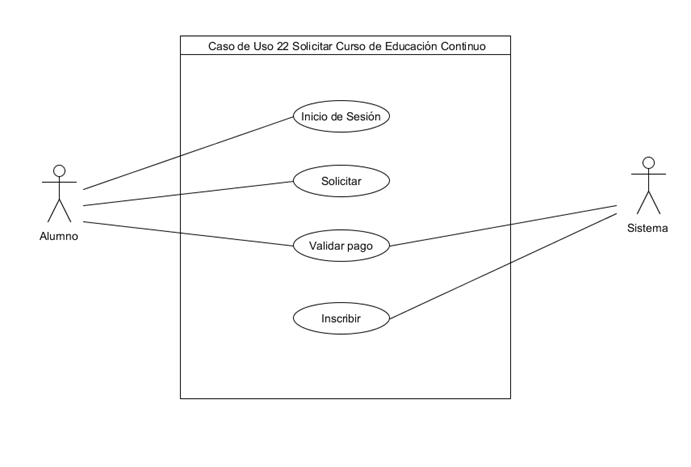 Caso de Uso 22 Solicitar Curso de Educación Continuo
Inicio de Sesión
Solicitar
Alumno
Sistema
Validar pago
Inscribir